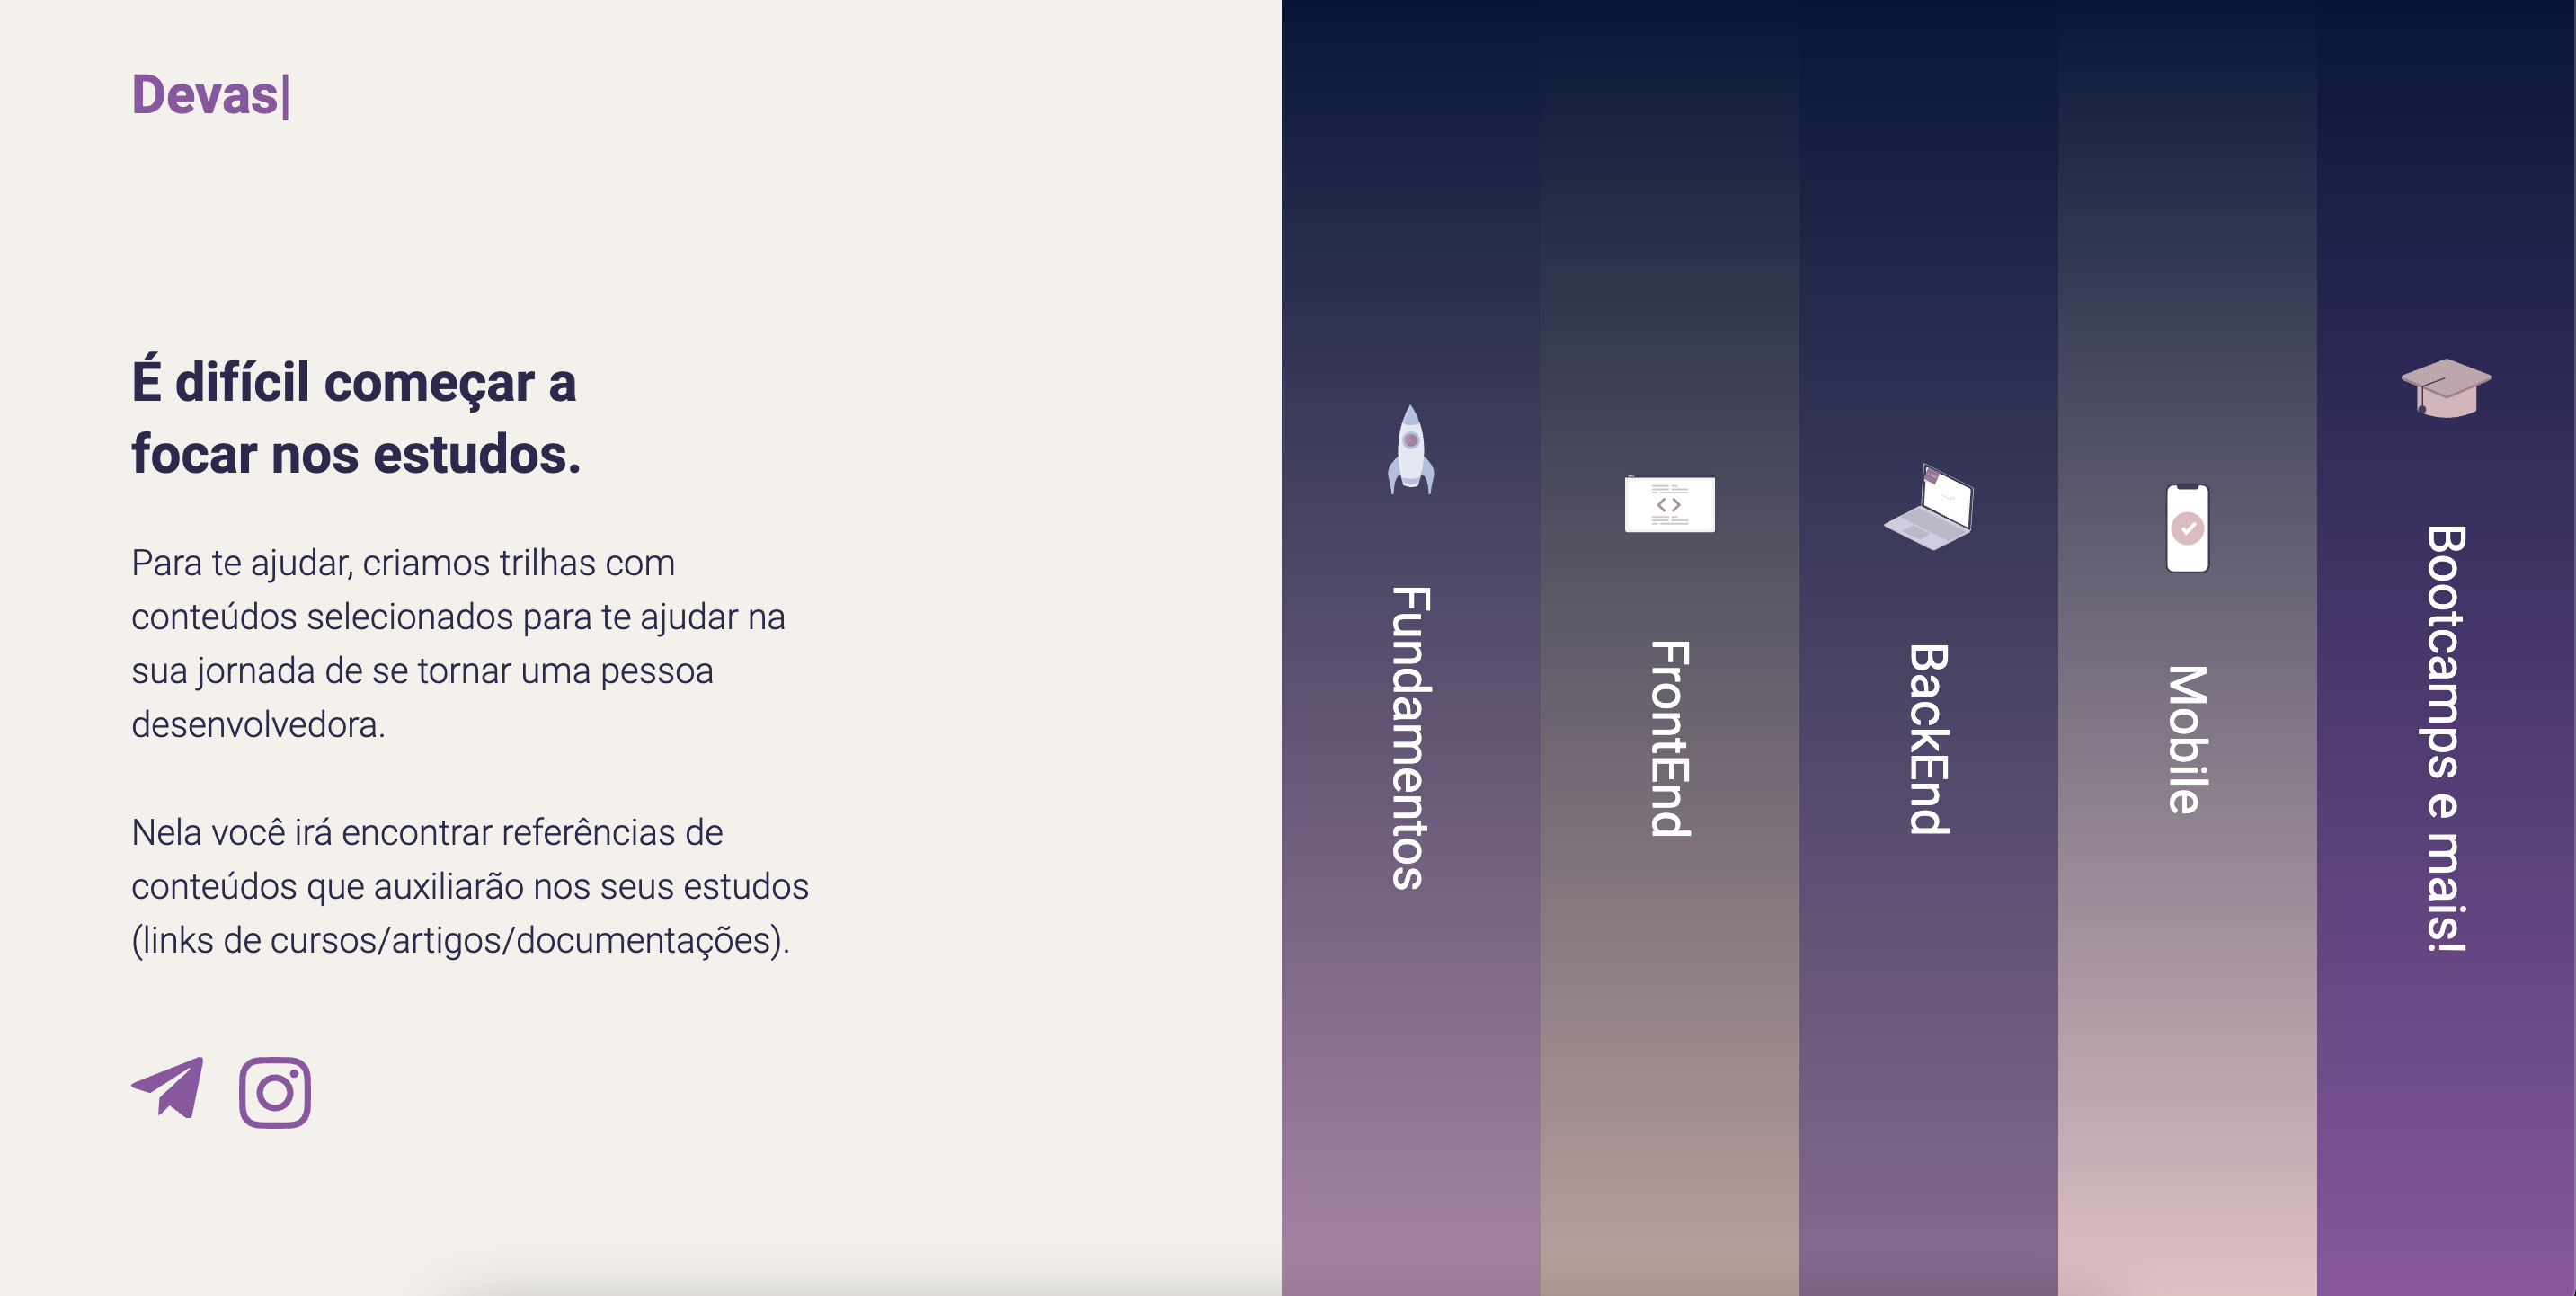 Devas|
É difícil começar a
focar nos estudos.
Para te ajudar, criamos trilhas com
conteúdos selecionados para te ajudar na
sua jornada de se tornar uma pessoa
desenvolvedora.
Nela você irá encontrar referências de
conteúdos que auxiliarão nos seus estudos
(links de cursos/artigos/documentações).
Fundamentos
FrontEnd
BackEnd
Mobile
Bootcamps e mais!